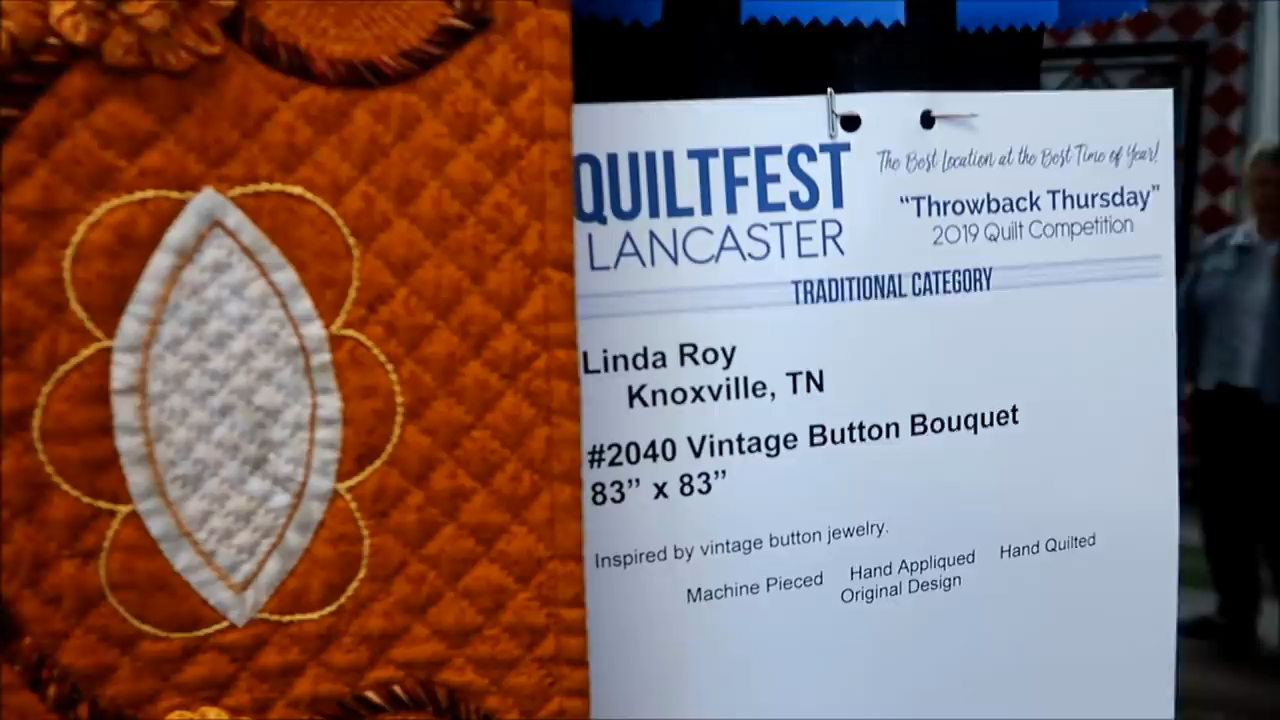 QUILTFEST
LANCASTER
The Best Location at the Best Time of Year!
"Throwback Thursday"
2019 Quilt Competition
TRADITIONAL CATEGORY
Linda Roy
Knoxville, TN
#2040 Vintage Button Bouquet
83” x 83”
Inspired by vintage button jewelry.
Machine Pieced Hand Appliqued Hand Quilted
Original Design